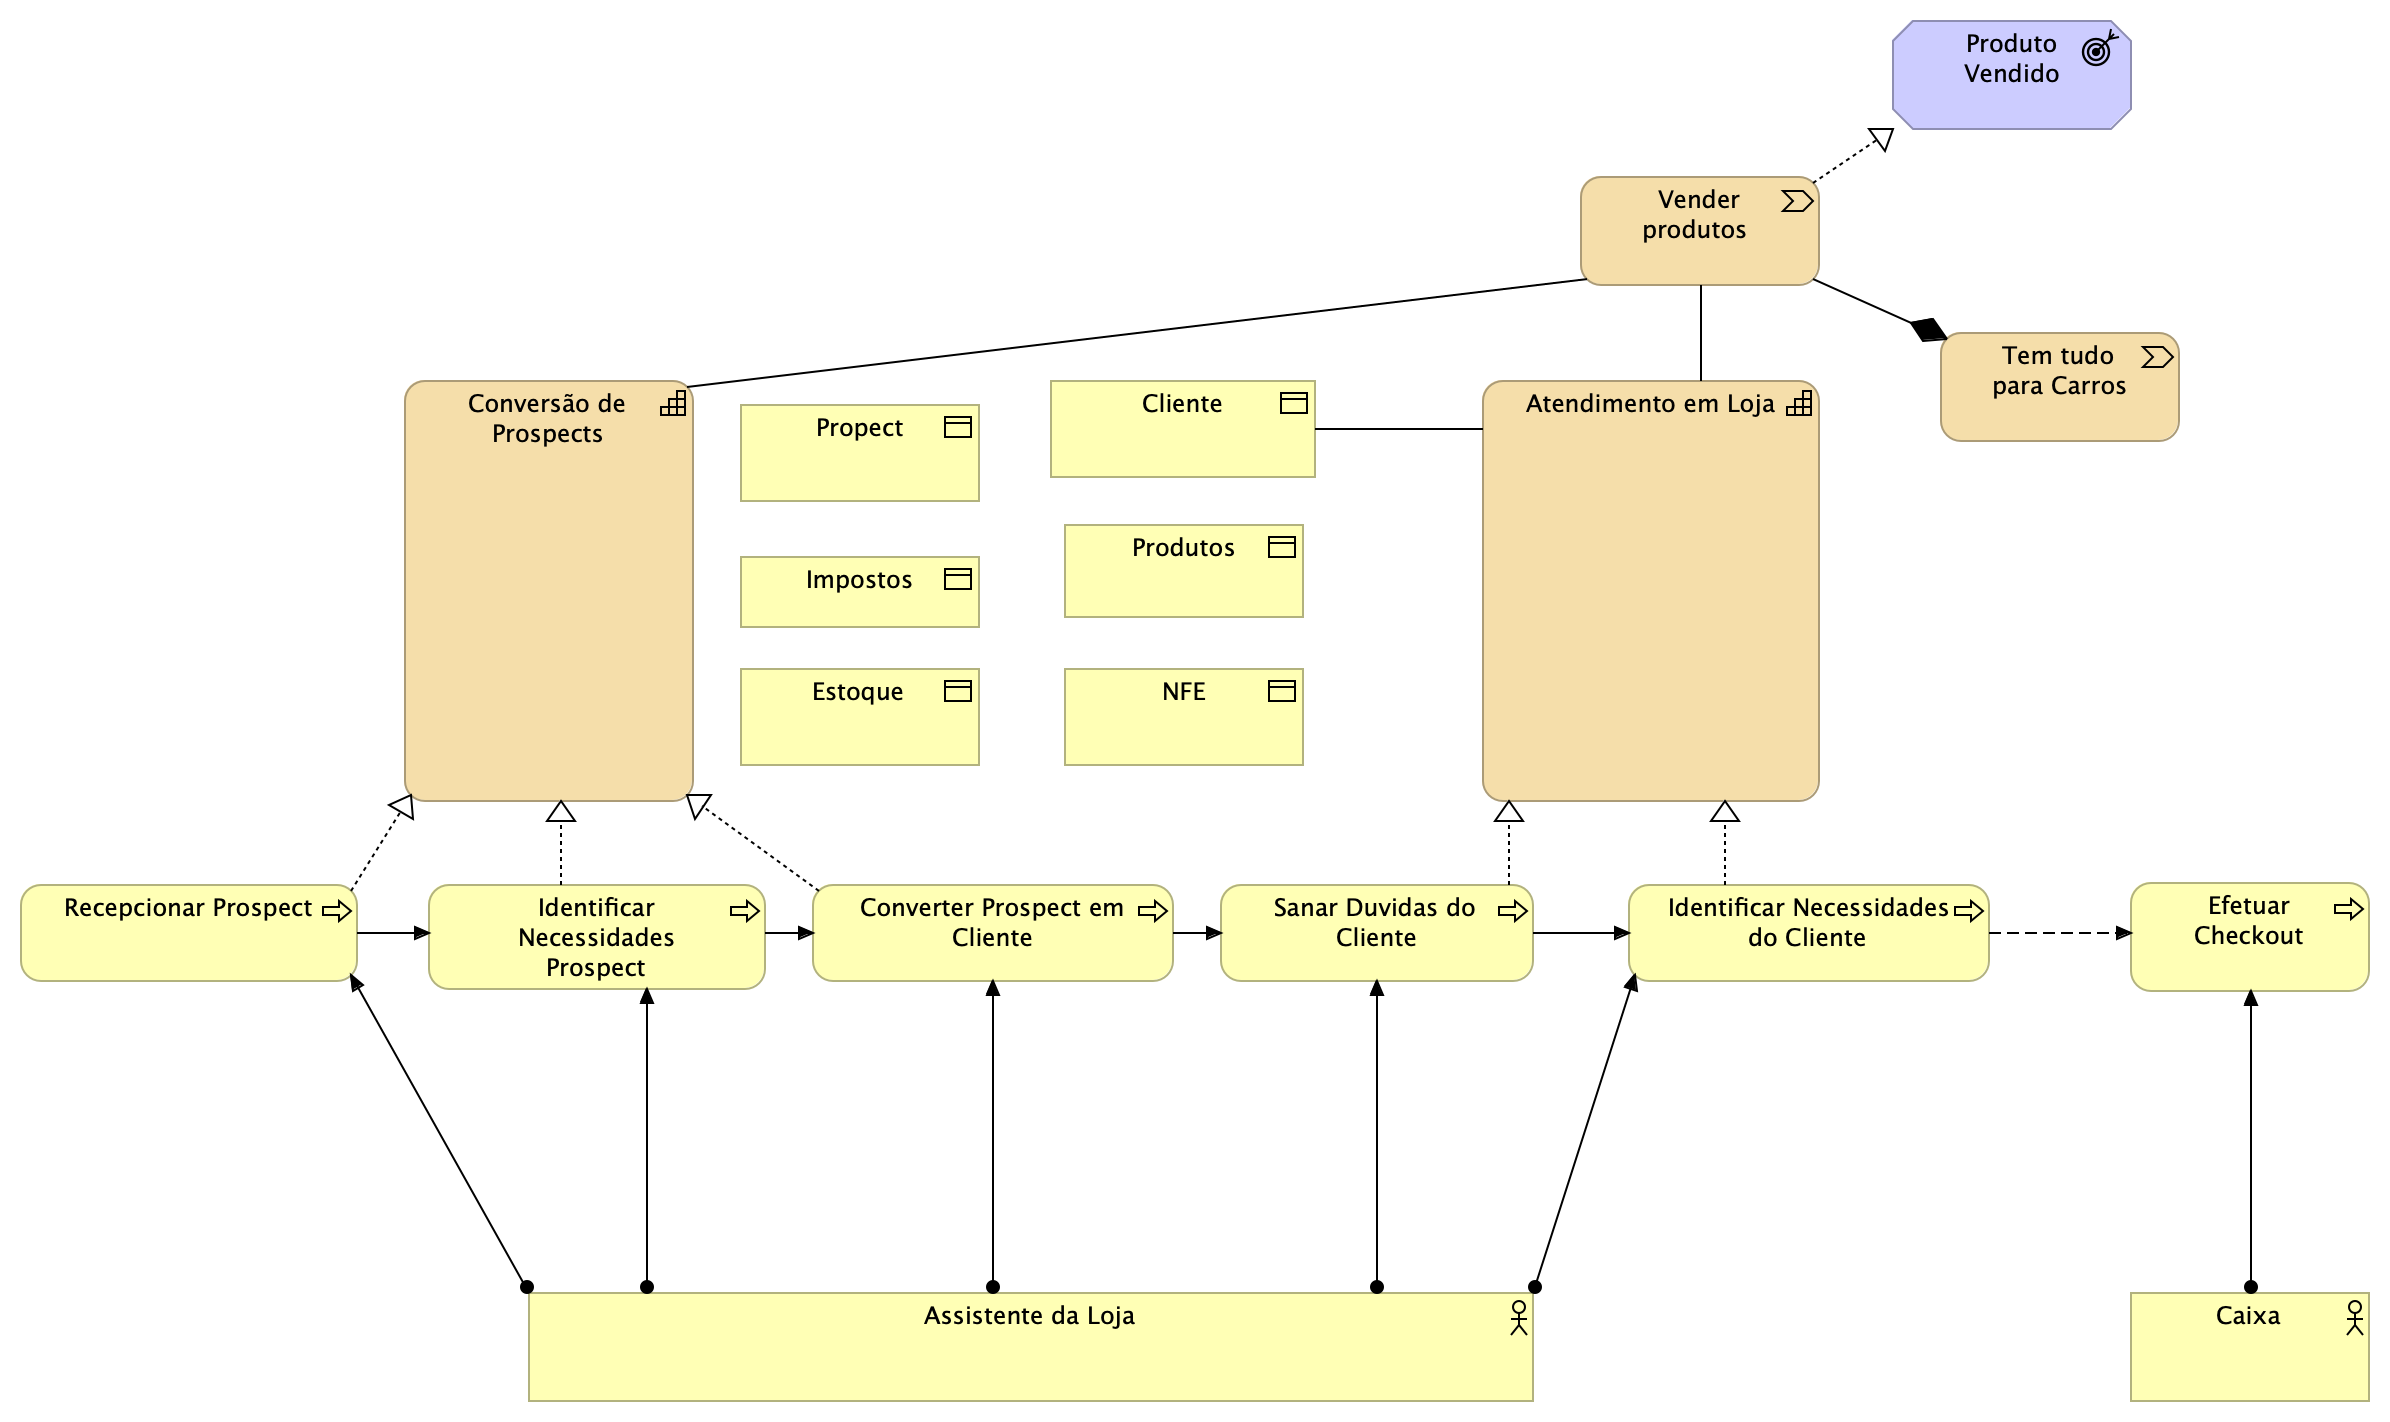 Produto
Vendido
Vender
produtos
Tem tudo
para Carros
Conversão de
Prospects
Propect
Cliente
Atendimento em Loja
Impostos
Produtos
Estoque
NFE
Recepcionar Prospect
Identificar
Necessidades
Prospect
Converter Prospect em
Cliente
Sanar Duvidas do
Cliente
Identificar Necessidades
do Cliente
Efetuar
Checkout
Assistente da Loja
Caixa